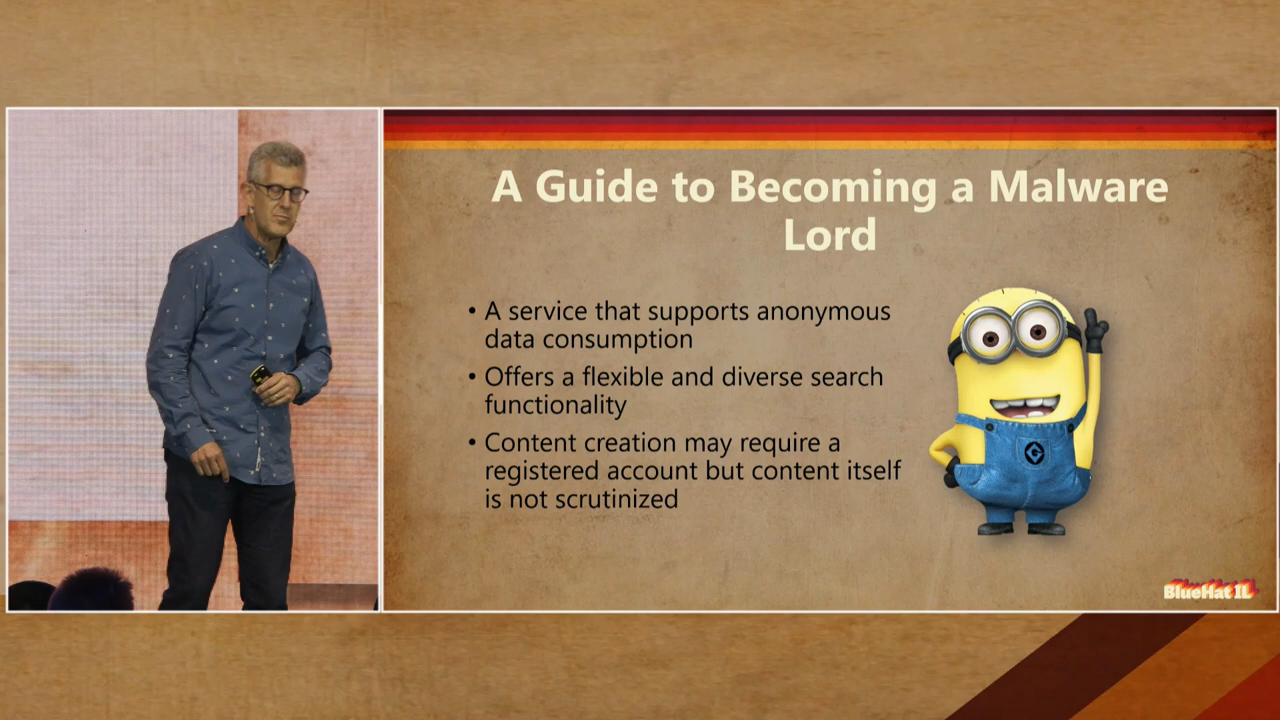 A Guide to Becoming a Malware
Lord
• A service that supports anonymous
data consumption
• Offers a flexible and diverse search
functionality
• Content creation may require a
registered account but content itself
is not scrutinized
BlueHat IL